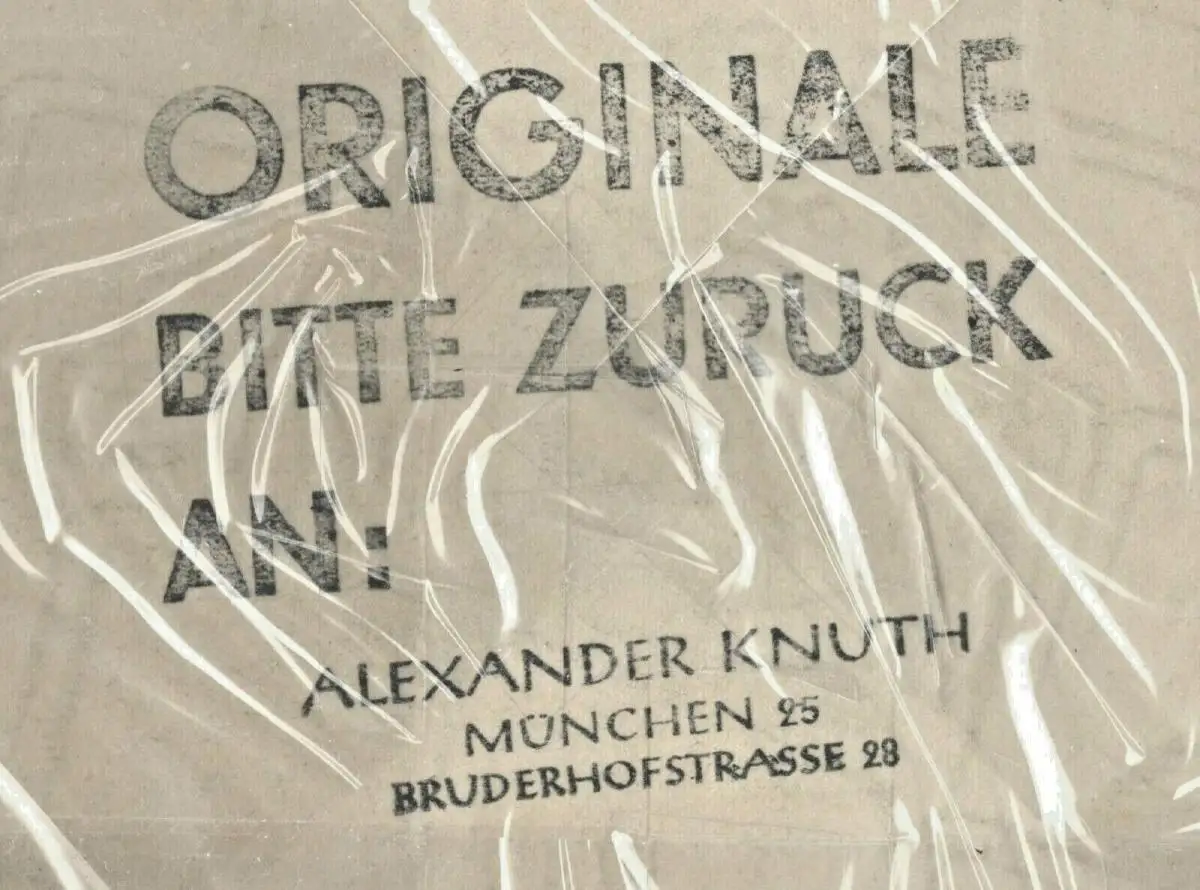 ORIGINALE
BITTE ZURUCK
AN:
ALEXANDER KNUTH
MÜNCHEN 25
BRUDERHOFSTRASSE 28